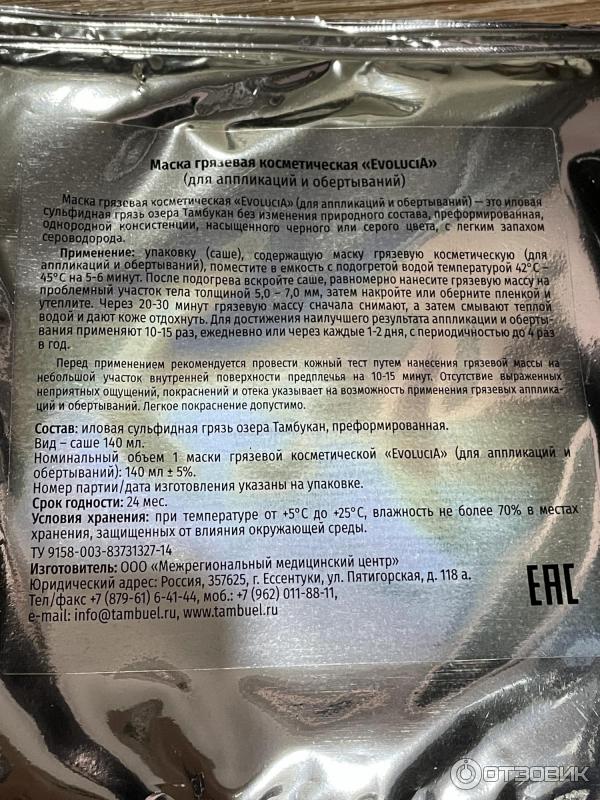 Маска грязевая косметическая «EVOLUCIA»
(для аппликаций и обертываний)
Маска грязевая косметическая «EVOLUCIA» (для аппликаций и обертываний) — это иловая
сульфидная грязь озера Тамбукан без изменения природного состава, преформированная,
однородной консистенции, насыщенного черного или серого цвета, с легким запахом
сероводорода.
Применение: упаковку (саше), содержащую маску грязевую косметическую (для
аппликаций и обертываний), поместите в емкость с подогретой водой температурой 42°С –
45°С на 5-6 минут. После подогрева вскройте саше, равномерно нанесите грязевую массу на
проблемный участок тела толщиной 5,0 – 7,0 мм, затем накройте или оберните пленкой и
утеплите. Через 20-30 минут грязевую массу сначала снимают, а затем смывают теплой
водой и дают коже отдохнуть. Для достижения наилучшего результата аппликации и оберты-
вания применяют 10-15 раз, ежедневно или через каждые 1-2 дня, с периодичностью до 4 раз
в год.
Перед применением рекомендуется провести кожный тест путем нанесения грязевой массы на
небольшой участок внутренней поверхности предплечья на 10-15 минут. Отсутствие выраженных
неприятных ощущений, покраснений и отека указывает на возможность применения грязевых апплика-
ций и обертываний. Легкое покраснение допустимо.
Состав: иловая сульфидная грязь озера Тамбукан, преформированная.
Вид – саше 140 мл.
Номинальный объем 1 маски грязевой косметической «EVOLUCIA» (для аппликаций и
обертываний): 140 мл ± 5%.
Номер партии/дата изготовления указаны на упаковке.
Срок годности: 24 мес.
Условия хранения: при температуре от +5°С до +25°С, влажность не более 70% в местах
хранения, защищенных от влияния окружающей среды.
ТУ 9158-003-83731327-14
Изготовитель: ООО «Межрегиональный медицинский центр»
Юридический адрес: Россия, 357625, г. Ессентуки, ул. Пятигорская, д. 118 а.
Тел/факс +7 (879-61) 6-41-44, моб.: +7 (962) 011-88-11,
e-mail: info@tambuel.ru, www.tambuel.ru
ЕАС
ОТЗОВИК